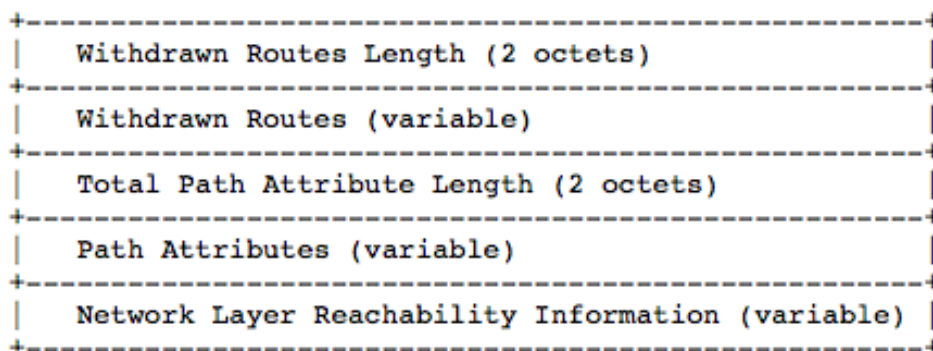 Withdrawn Routes Length (2 octets)
Withdrawn Routes (variable)
Total Path Attribute Length (2 octets)
Path Attributes (variable)
Network Layer Reachability Information (variable)